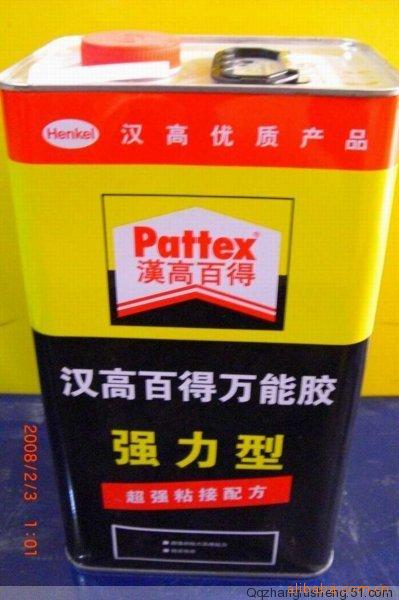 Henkel 汉高优质产品
Pattex
漢高百得
汉高百得万能胶
强力型
超强粘接配方
2008/2/3 1:01
Qqzhangfusheng.51.com